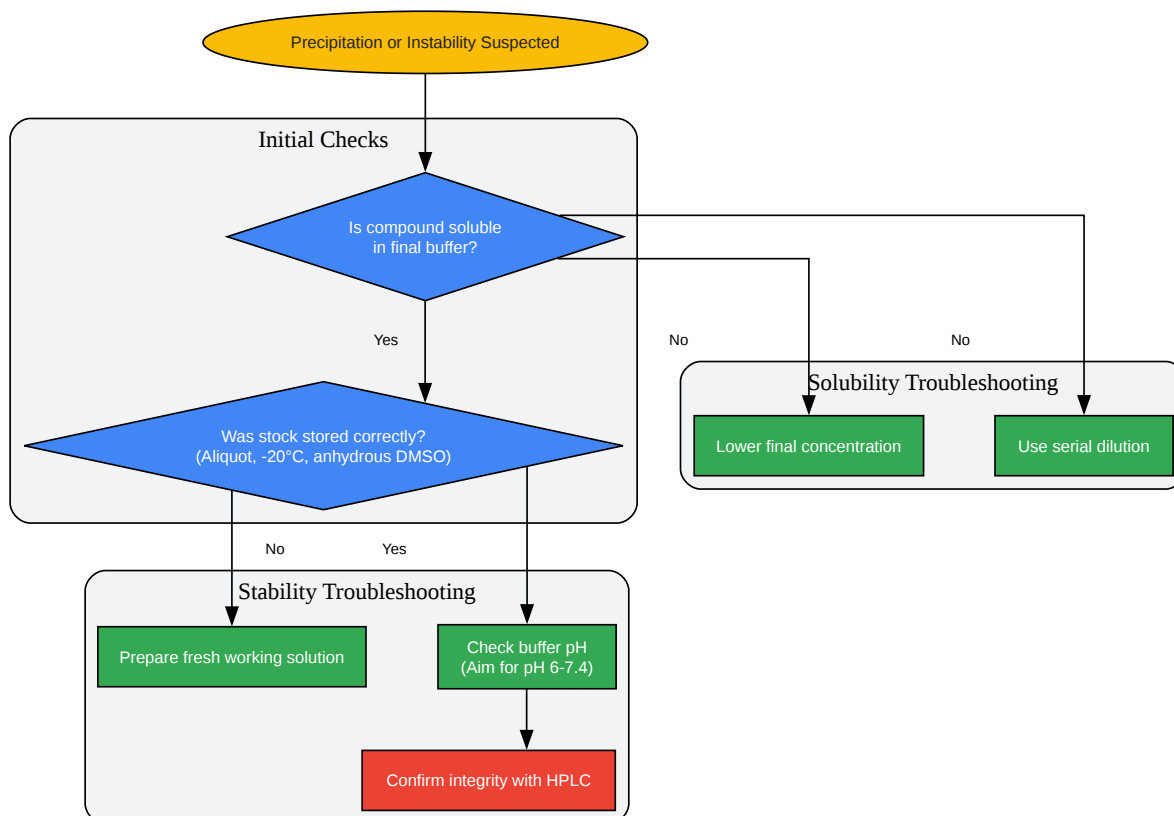 Precipitation or Instability Suspected
Initial Checks
Is compound soluble
in final buffer?
Yes
No
No
Solubility Troubleshooting
Lower final concentration
Use serial dilution
Was stock stored correctly?
(Aliquot, -20°C, anhydrous DMSO)
No
Yes
Stability Troubleshooting
Prepare fresh working solution
Check buffer pH
(Aim for pH 6-7.4)
Confirm integrity with HPLC